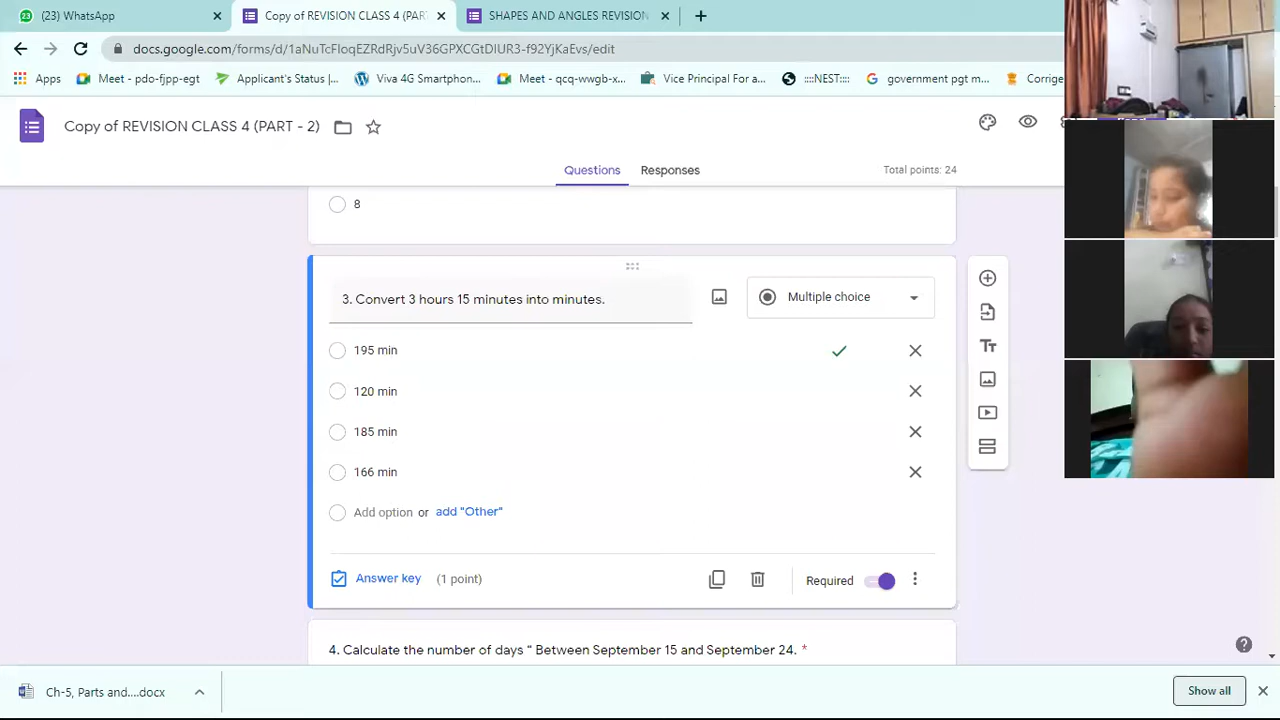 (23) WhatsApp
Copy of REVISION CLASS 4 (PAR
SHAPES AND ANGLES REVISION
docs.google.com/forms/d/1aNuTcFIoqEZRdRjv5uV36GPXCGtDIUR3-f92YjKaEvs/edit
Apps
Meet - pdo-fjpp-egt
Applicant's Status |...
Viva 4G Smartphon...
Meet - qcq-wwgb-x...
Vice Principal For a...
::::NEST::::
government pgt m...
Corrige
Copy of REVISION CLASS 4 (PART - 2)
Questions
Responses
Total points: 24
8
3. Convert 3 hours 15 minutes into minutes.
Multiple choice
195 min
120 min
185 min
166 min
Add option or add "Other"
Answer key (1 point)
Required
4. Calculate the number of days “ Between September 15 and September 24. *
Ch-5, Parts and....docx
Show all